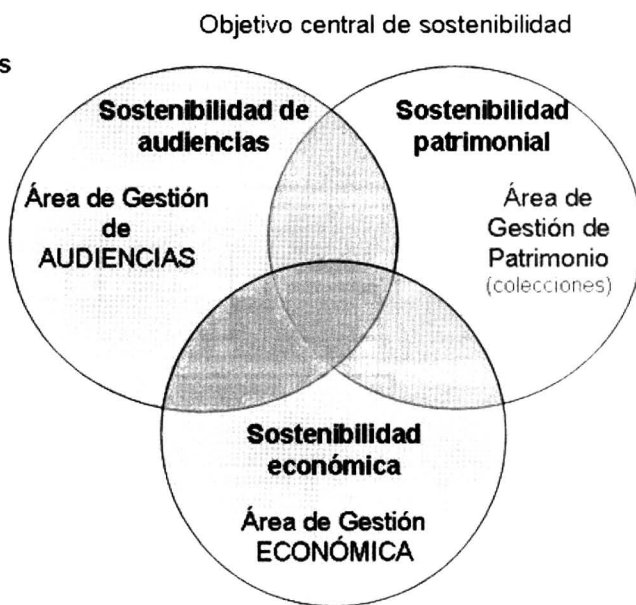 Objetivo central de sostenibilidad
s
Sostenibilidad de
audiencias
Área de Gestión
de
AUDIENCIAS
Sostenibilidad
patrimonial
Área de
Gestión de
Patrimonio
(colecciones)
Sostenibilidad
económica
Área de Gestión
ECONÓMICA